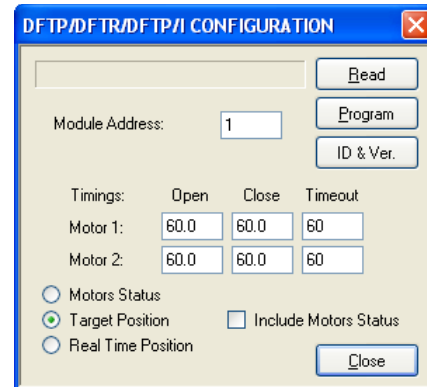 DFTP/DFTR/DFTP/I CONFIGURATION
Read
Module Address: 1
Program
ID & Ver.
Timings: Open Close Timeout
Motor 1: 60.0 60.0 60
Motor 2: 60.0 60.0 60
Motors Status
Target Position Include Motors Status
Real Time Position
Close